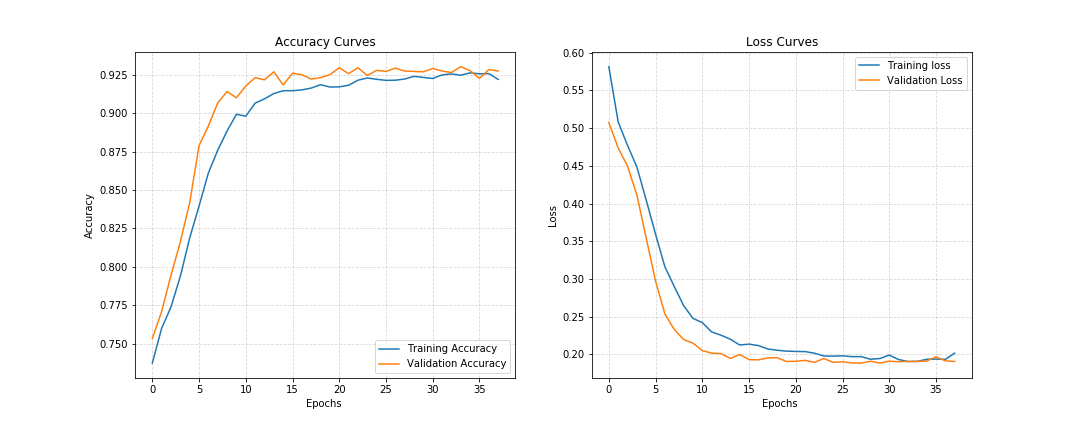 Accuracy Curves
Accuracy
0.925
0.900
0.875
0.850
0.825
0.800
0.775
0.750
0 5 10 15 20 25 30 35
Epochs
Training Accuracy
Validation Accuracy
Loss Curves
Loss
0.60
0.55
0.50
0.45
0.40
0.35
0.30
0.25
0.20
0 5 10 15 20 25 30 35
Epochs
Training loss
Validation Loss